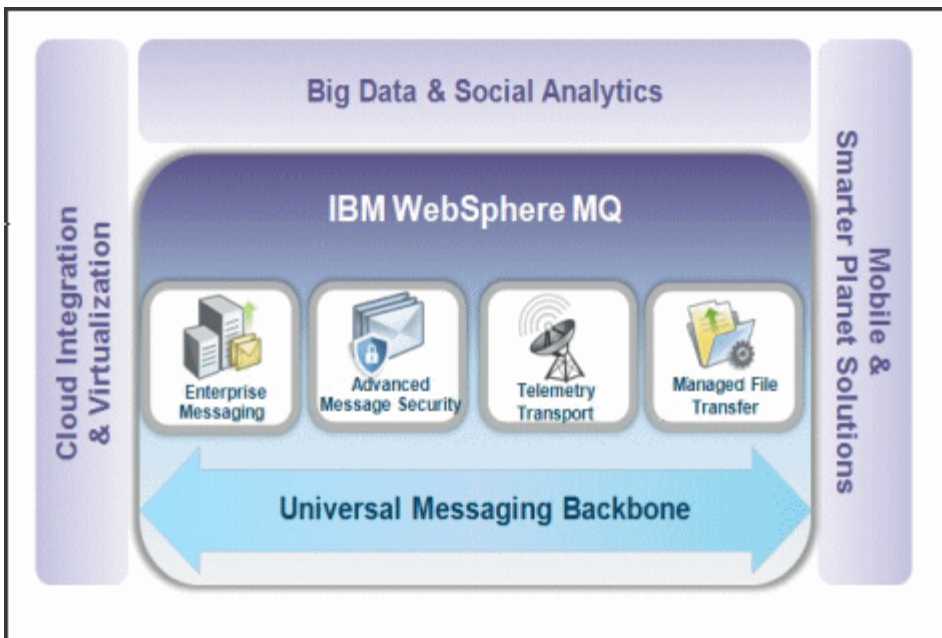 Big Data & Social Analytics
Cloud Integration
& Virtualization
IBM WebSphere MQ
Enterprise
Messaging
Advanced
Message Security
Telemetry
Transport
Managed File
Transfer
Universal Messaging Backbone
Mobile &
Smarter Planet Solutions